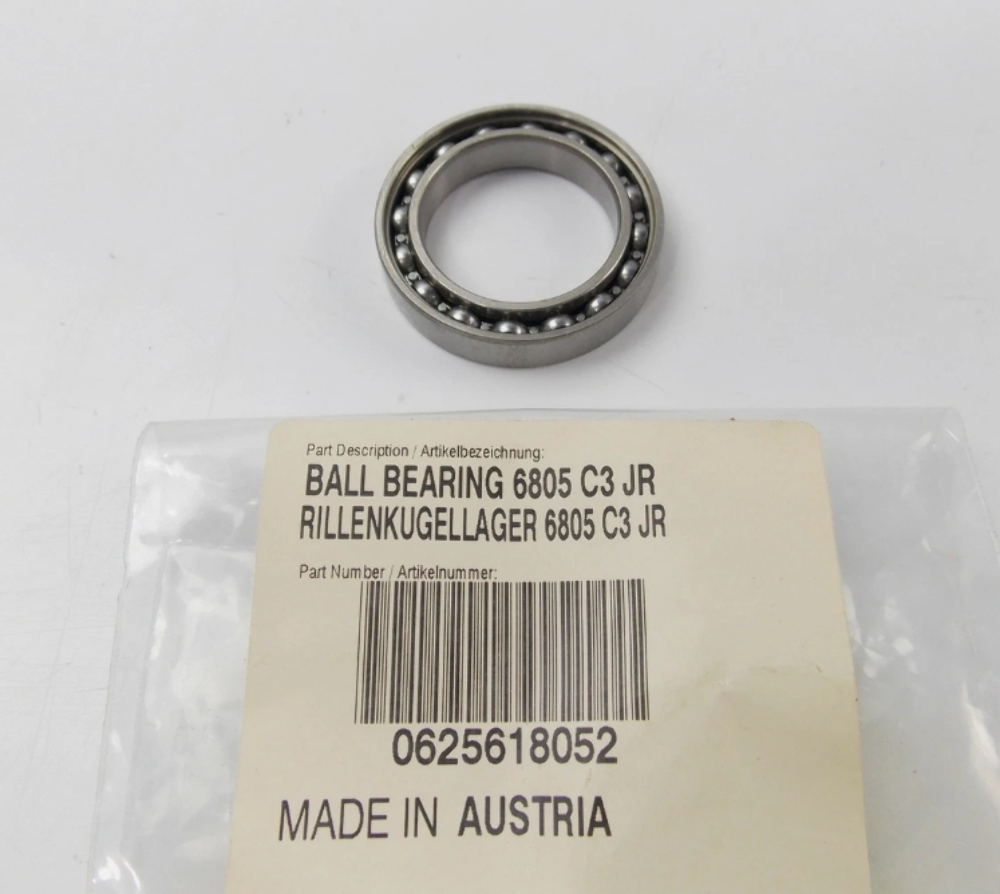 Part Description / Artikelbezeichnung:
BALL BEARING 6805 C3 JR
RILLENKUGELLAGER 6805 C3 JR
Part Number / Artikelnummer:
0625618052
MADE IN AUSTRIA